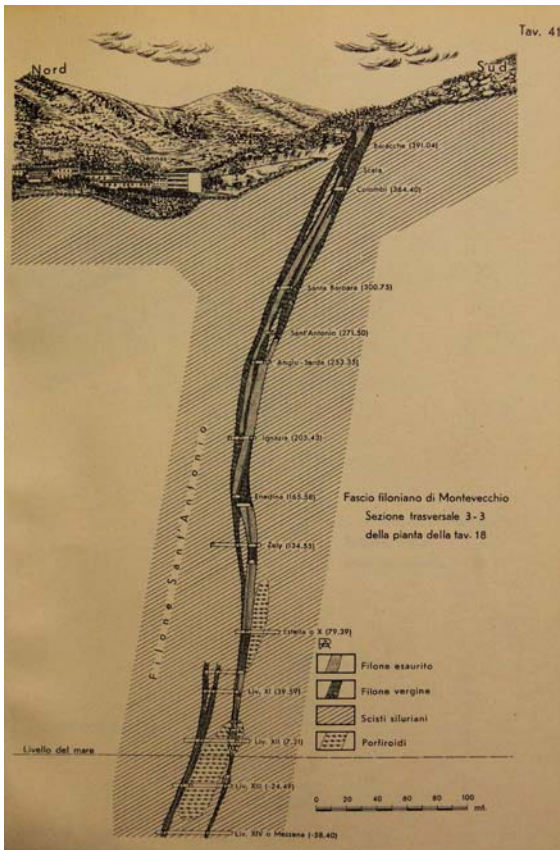 Tav. 41
Nord
Sud
Gennas
Baracche (391.04)
Scala
Colombi (364.40)
Santa Barbara (300.75)
Sant'Antonio (271.50)
Anglo-Sarda (253.35)
Ignazio (205.43)
Enedina (165.58)
Zely (134.55)
Estella o X (79.39)
Liv. XI (39.59)
Liv. XII (7.21)
Livello del mare
Liv. XIII (-24.49)
Liv. XIV o Mezzena (-58.40)
Filone Sant'Antonio
Fascio filoniano di Montevecchio
Sezione trasversale 3-3
della pianta della tav. 18
Filone esaurito
Filone vergine
Scisti siluriani
Porfiroidi
0 20 40 60 80 100
mt.